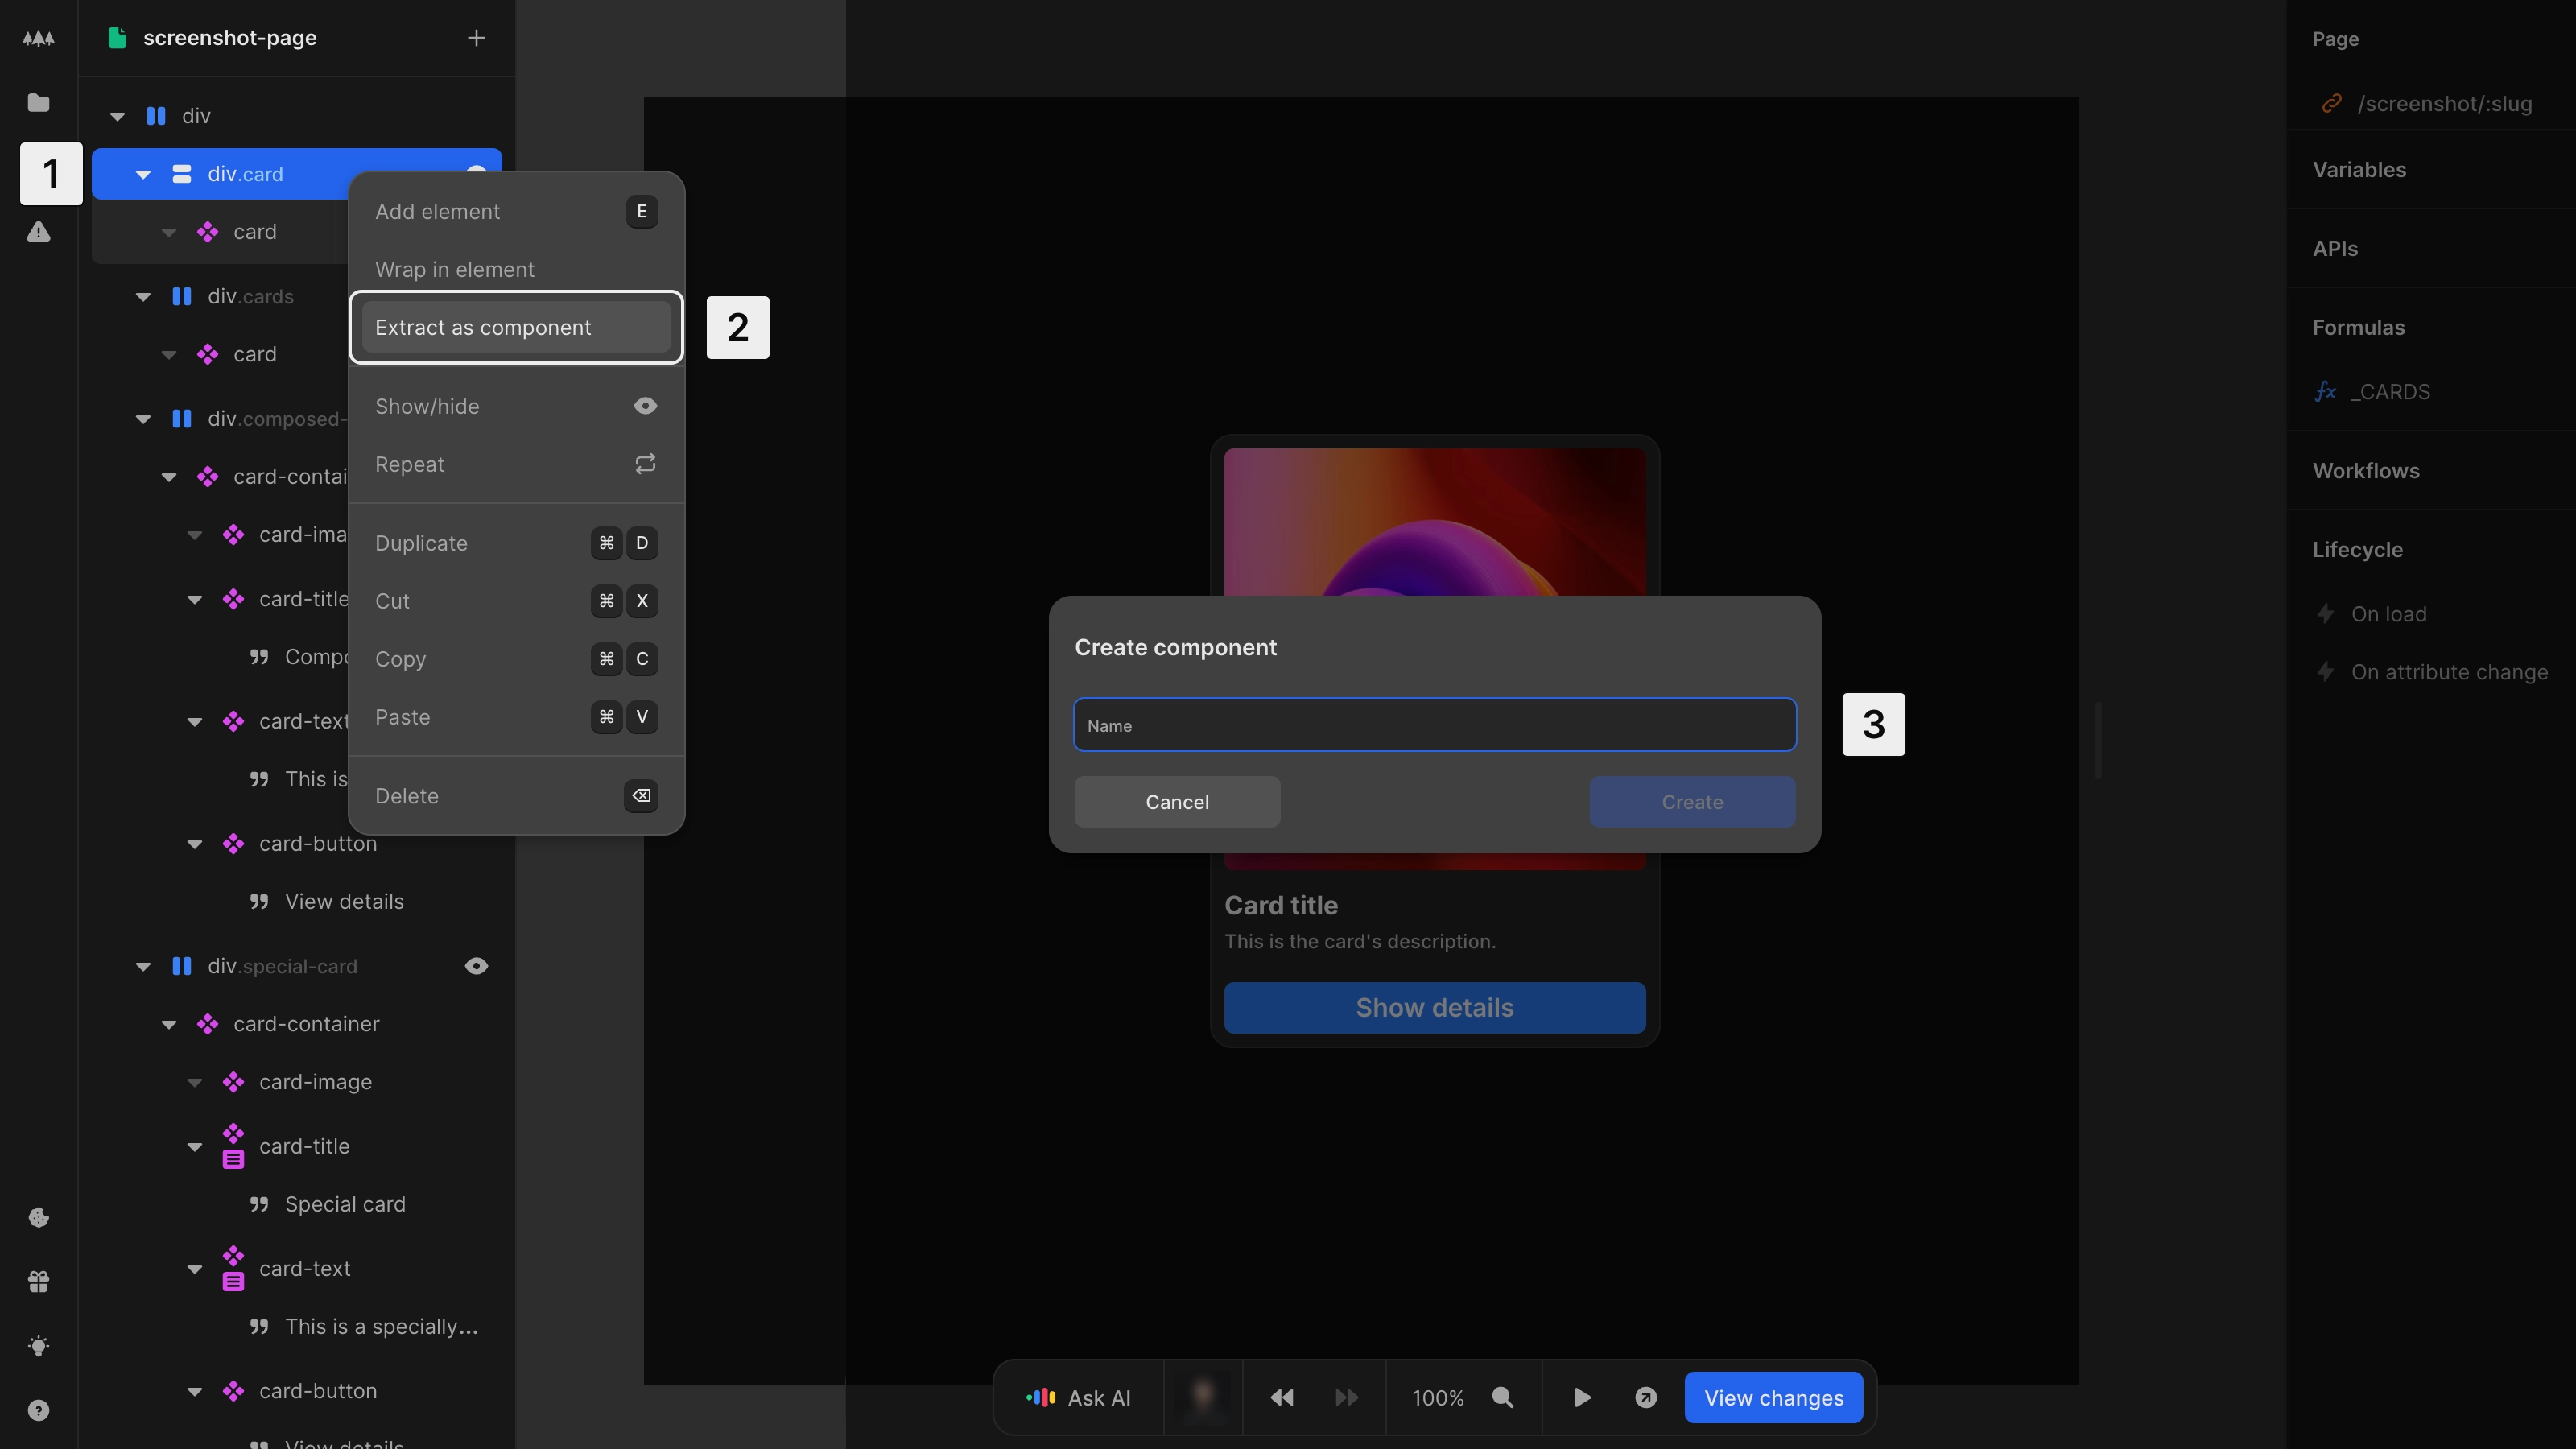 screenshot-page
div
1
div.card
card
div.cards
card
div.composed-
card-contai
card-ima
card-title
Compo
card-text
This is
card-button
View details
div.special-card
card-container
card-image
card-title
Special card
card-text
This is a specially...
card-button
View details
Add element E
Wrap in element
Extract as component
2
Show/hide
Repeat
Duplicate ⌘ D
Cut ⌘ X
Copy ⌘ C
Paste ⌘ V
Delete
Create component
Name
3
Cancel
Create
Card title
This is the card's description.
Show details
Ask AI
100%
View changes
Page
/screenshot/:slug
Variables
APIs
Formulas
fx _CARDS
Workflows
Lifecycle
On load
On attribute change